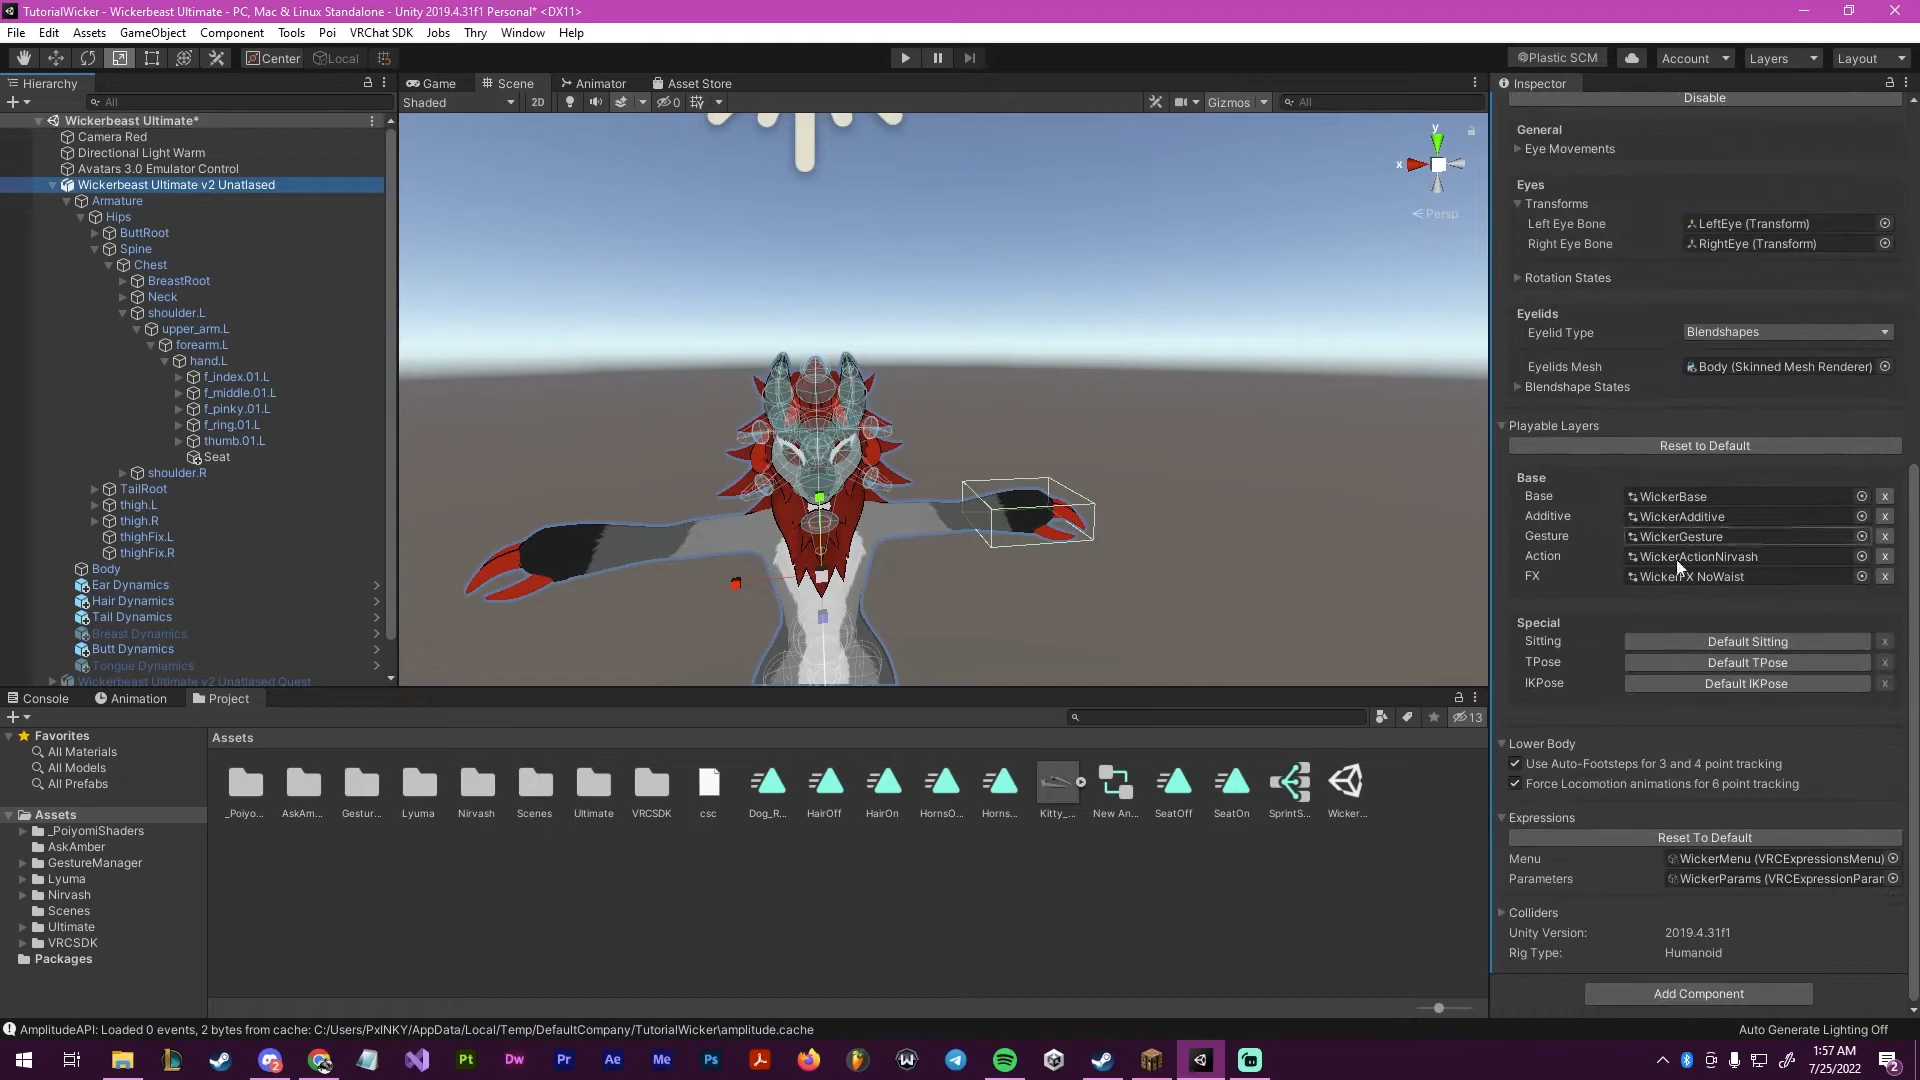 TutorialWicker - Wickerbeast Ultimate - PC, Mac & Linux Standalone - Unity 2019.4.31f1 Personal* <DX11>
File Edit Assets GameObject Component Tools Poi VRChat SDK Jobs Thry Window Help
Center Local Plastic SCM Account Layers Layout
Hierarchy Game Scene Animator Asset Store Inspector
All Shaded 2D 0 Gizmos All
Wickerbeast Ultimate*
Camera Red
Directional Light Warm
Avatars 3.0 Emulator Control
Wickerbeast Ultimate v2 Unatlased
Armature
Hips
ButtRoot
Spine
Chest
BreastRoot
Neck
shoulder.L
upper_arm.L
forearm.L
hand.L
f_index.01.L
f_middle.01.L
f_pinky.01.L
f_ring.01.L
thumb.01.L
Seat
shoulder.R
TailRoot
thigh.L
thigh.R
thighFix.L
thighFix.R
Body
Ear Dynamics
Hair Dynamics
Tail Dynamics
Breast Dynamics
Butt Dynamics
Tongue Dynamics
Wickerbeast Ultimate v2 Unatlased Quest
y
x
Persp
Disable
General
Eye Movements
Eyes
Transforms
Left Eye Bone LeftEye (Transform)
Right Eye Bone RightEye (Transform)
Rotation States
Eyelids
Eyelid Type Blendshapes
Eyelids Mesh Body (Skinned Mesh Renderer)
Blendshape States
Playable Layers
Reset to Default
Base
Base WickerBase x
Additive WickerAdditive x
Gesture WickerGesture x
Action WickerActionNirvash x
FX X NoWaist x
Special
Sitting Default Sitting x
TPose Default TPose x
IKPose Default IKPose x
Lower Body
Use Auto-Footsteps for 3 and 4 point tracking
Force Locomotion animations for 6 point tracking
Expressions
Reset To Default
Menu WickerMenu (VRCExpressionsMenu)
Parameters WickerParams (VRCExpressionParar
Colliders
Unity Version: 2019.4.31f1
Rig Type: Humanoid
Add Component
Console Animation Project
13
Favorites
All Materials
All Models
All Prefabs
Assets
_PoiyomiShaders
AskAmber
GestureManager
Lyuma
Nirvash
Scenes
Ultimate
VRCSDK
Packages
Assets
_Poiyo... AskAm... Gestur... Lyuma Nirvash Scenes Ultimate VRCSDK csc Dog_R... HairOff HairOn HornsO... Horns... Kitty_... New An... SeatOff SeatOn SprintS... Wicker...
AmplitudeAPI: Loaded 0 events, 2 bytes from cache: C:/Users/PxINKY/AppData/Local/Temp/DefaultCompany/TutorialWicker\amplitude.cache
Auto Generate Lighting Off
2 Pt Dw Pr Ae Me Ps
1:57 AM
7/25/2022
2